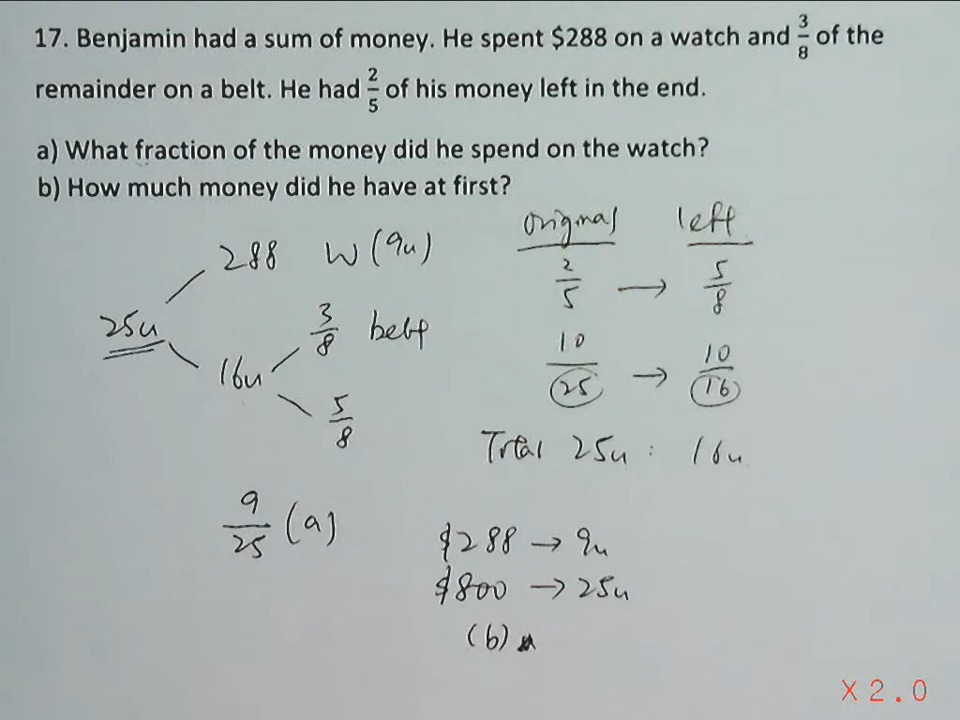 17. Benjamin had a sum of money. He spent $288 on a watch and 3/8 of the
remainder on a belt. He had 2/5 of his money left in the end.
a) What fraction of the money did he spend on the watch?
b) How much money did he have at first?
original left
288 W (9u)
2/5 → 5/8
25u
3/8 belt
10/25 → 10/16
16u
5/8
Total 25u : 16u
9/25 (a)
$288 → 9u
$800 → 25u
(b)
X2.0